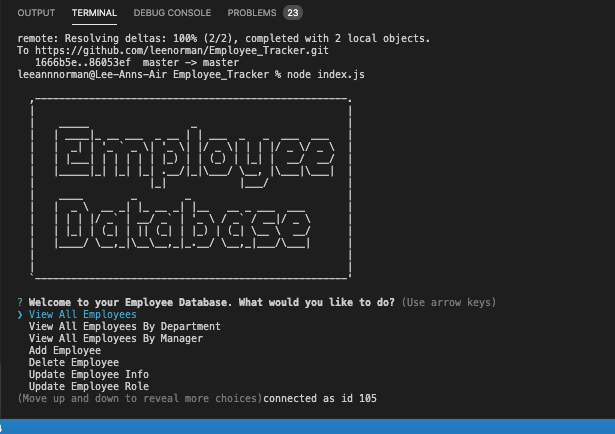 OUTPUT TERMINAL DEBUG CONSOLE PROBLEMS 23
remote: Resolving deltas: 100% (2/2), completed with 2 local objects.
To https://github.com/leenorman/Employee_Tracker.git
1666b5e..86053ef master -> master
leeannnorman@Lee-Anns-Air Employee_Tracker % node index.js
Employee
Database
? Welcome to your Employee Database. What would you like to do? (Use arrow keys)
❯ View All Employees
View All Employees By Department
View All Employees By Manager
Add Employee
Delete Employee
Update Employee Info
Update Employee Role
(Move up and down to reveal more choices)connected as id 105